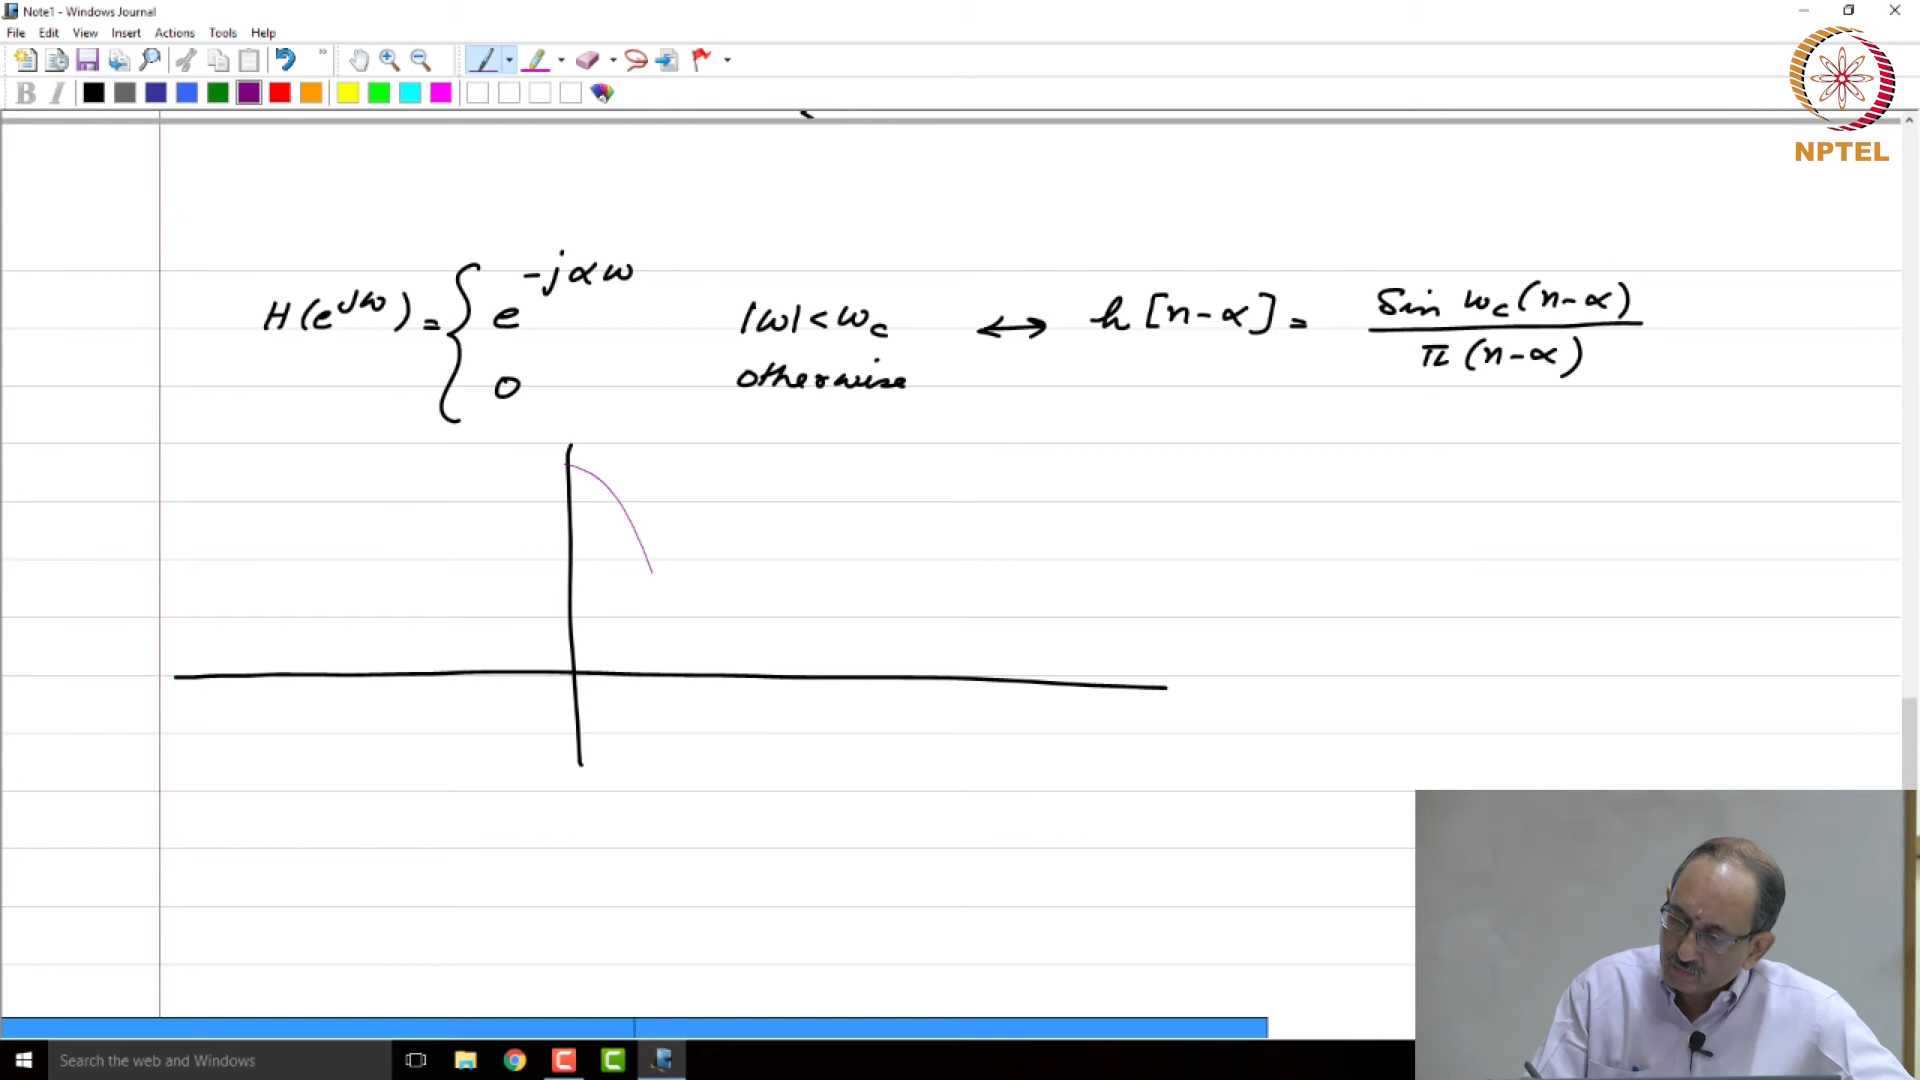 Note1 - Windows Journal
File Edit View Insert Actions Tools Help
B I
NPTEL
H(e^{jω}) = { e^{-jαω} |ω| < ω_c ↔ h[n-α] = \frac{Sin ω_c(n-α)}{π(n-α)}
0 otherwise
Search the web and Windows